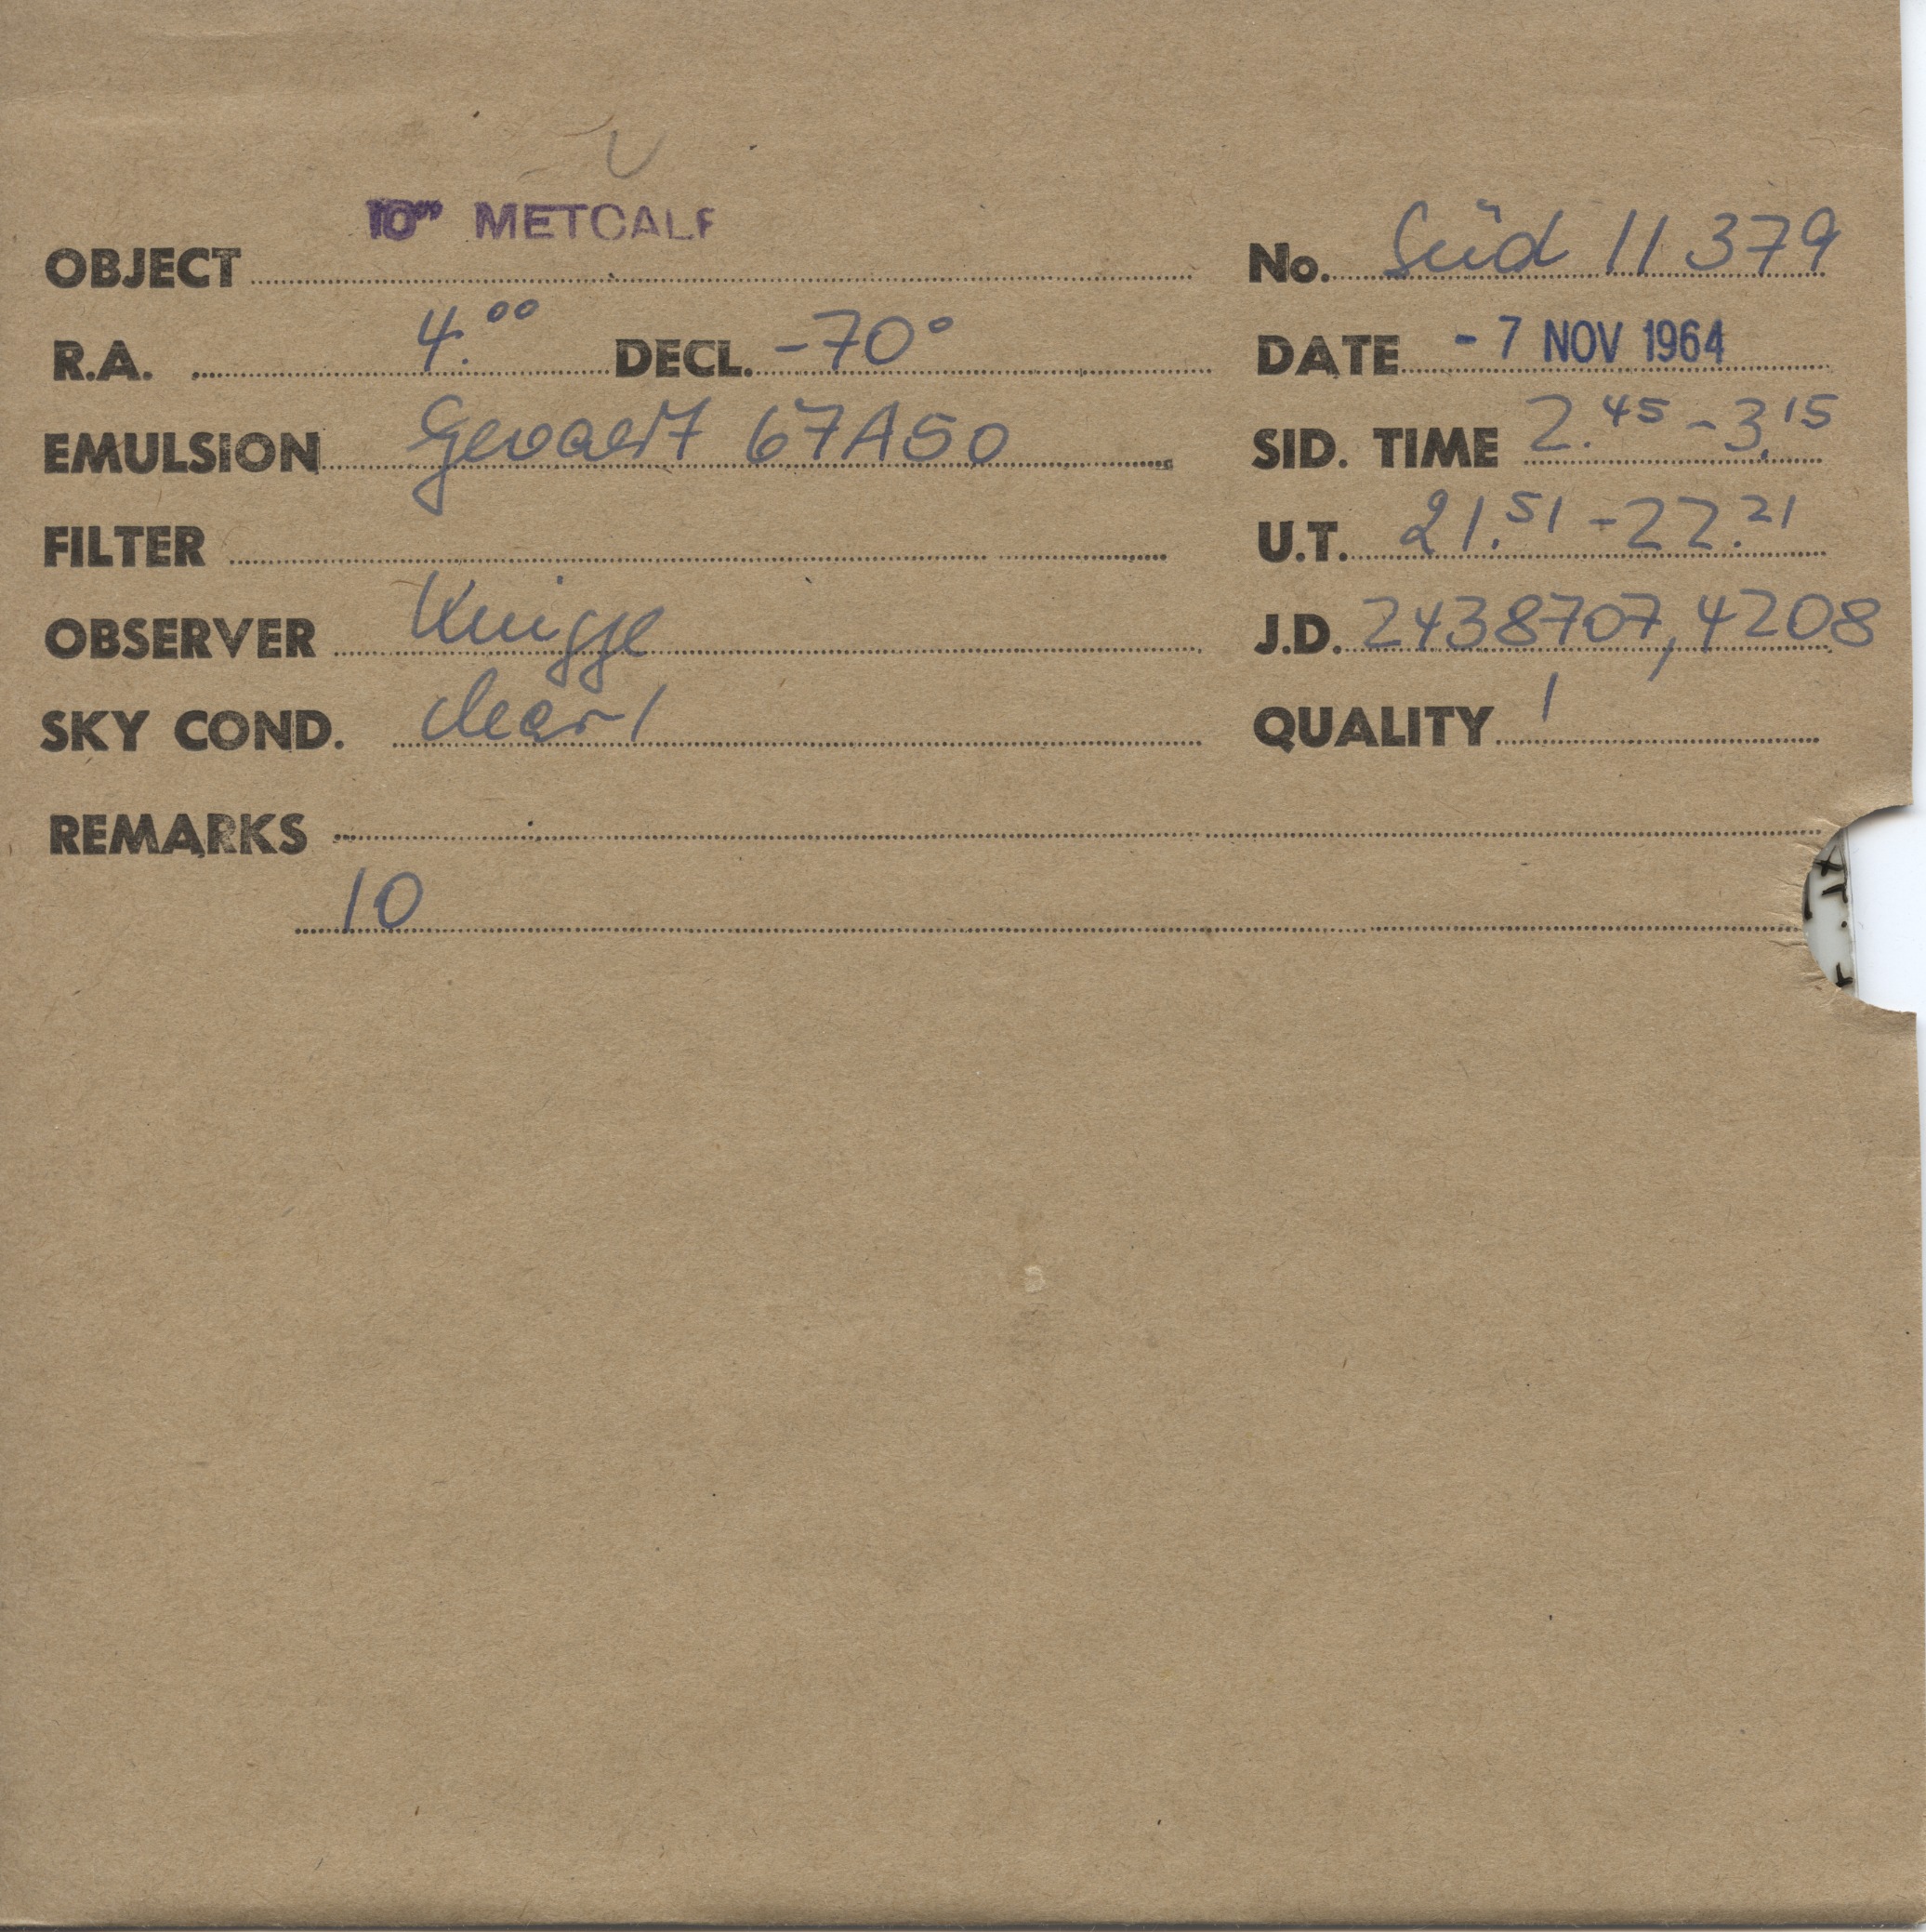 10" METCALF
OBJECT
No. Süd 11379
R.A. 4.00 DECL. -70°
DATE - 7 NOV 1964
EMULSION Gevaert 67A50
SID. TIME 2.45 - 3.15
FILTER
U.T. 21.51 - 22.21
OBSERVER Knigge
J.D. 2438707,4208
SKY COND. clear 1
QUALITY 1
REMARKS
10